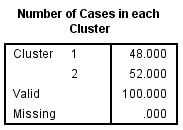 Number of Cases in each
Cluster
Cluster 1 48.000
2 52.000
Valid 100.000
Missing .000